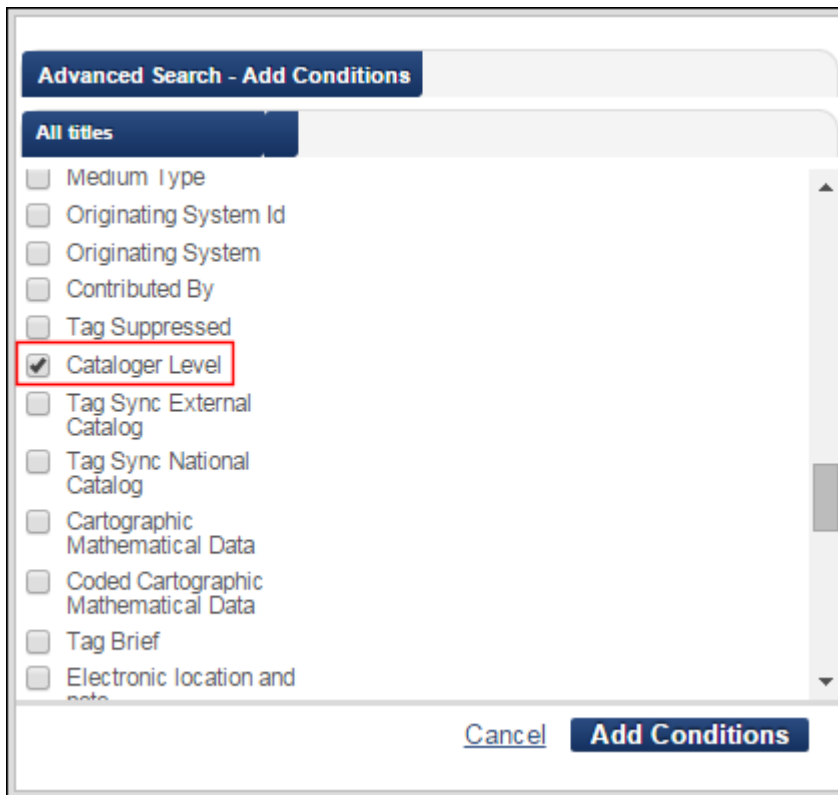 Advanced Search - Add Conditions
All titles
Medium Type
Originating System Id
Originating System
Contributed By
Tag Suppressed
Cataloger Level
Tag Sync External
Catalog
Tag Sync National
Catalog
Cartographic
Mathematical Data
Coded Cartographic
Mathematical Data
Tag Brief
Electronic location and
note
Cancel Add Conditions